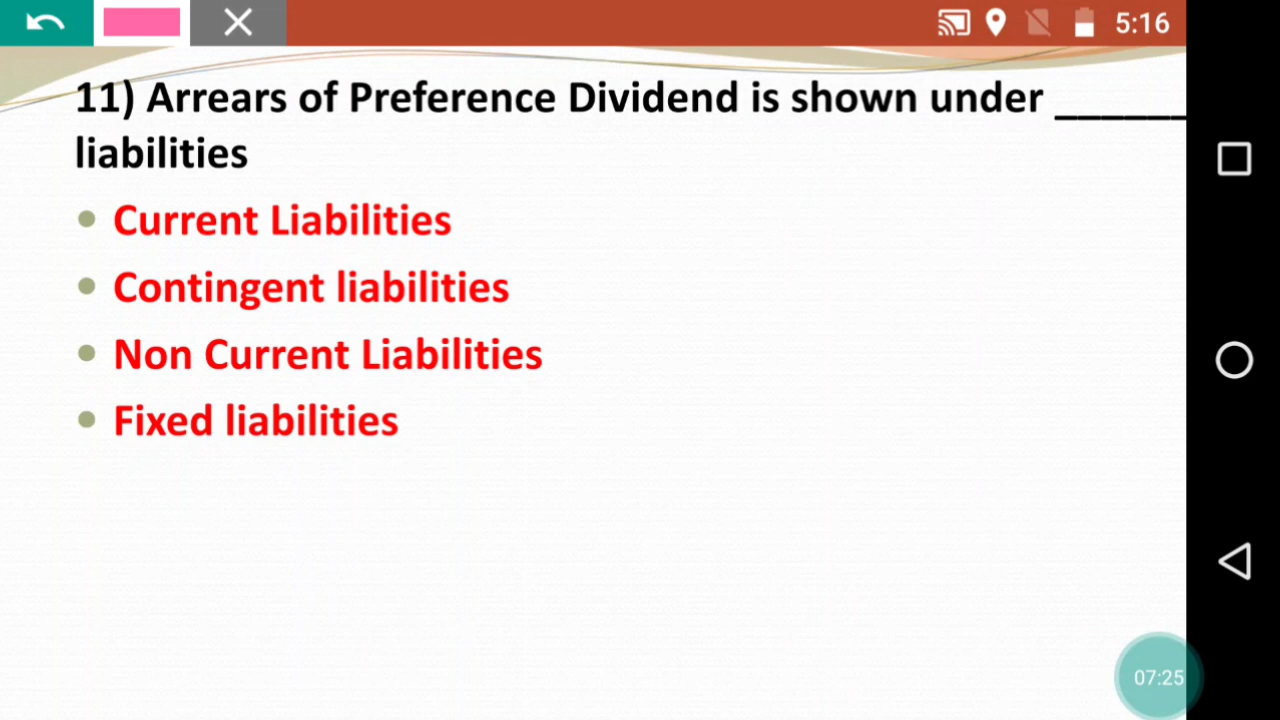 5:16
11) Arrears of Preference Dividend is shown under ______
liabilities
Current Liabilities
Contingent liabilities
Non Current Liabilities
Fixed liabilities
07:25